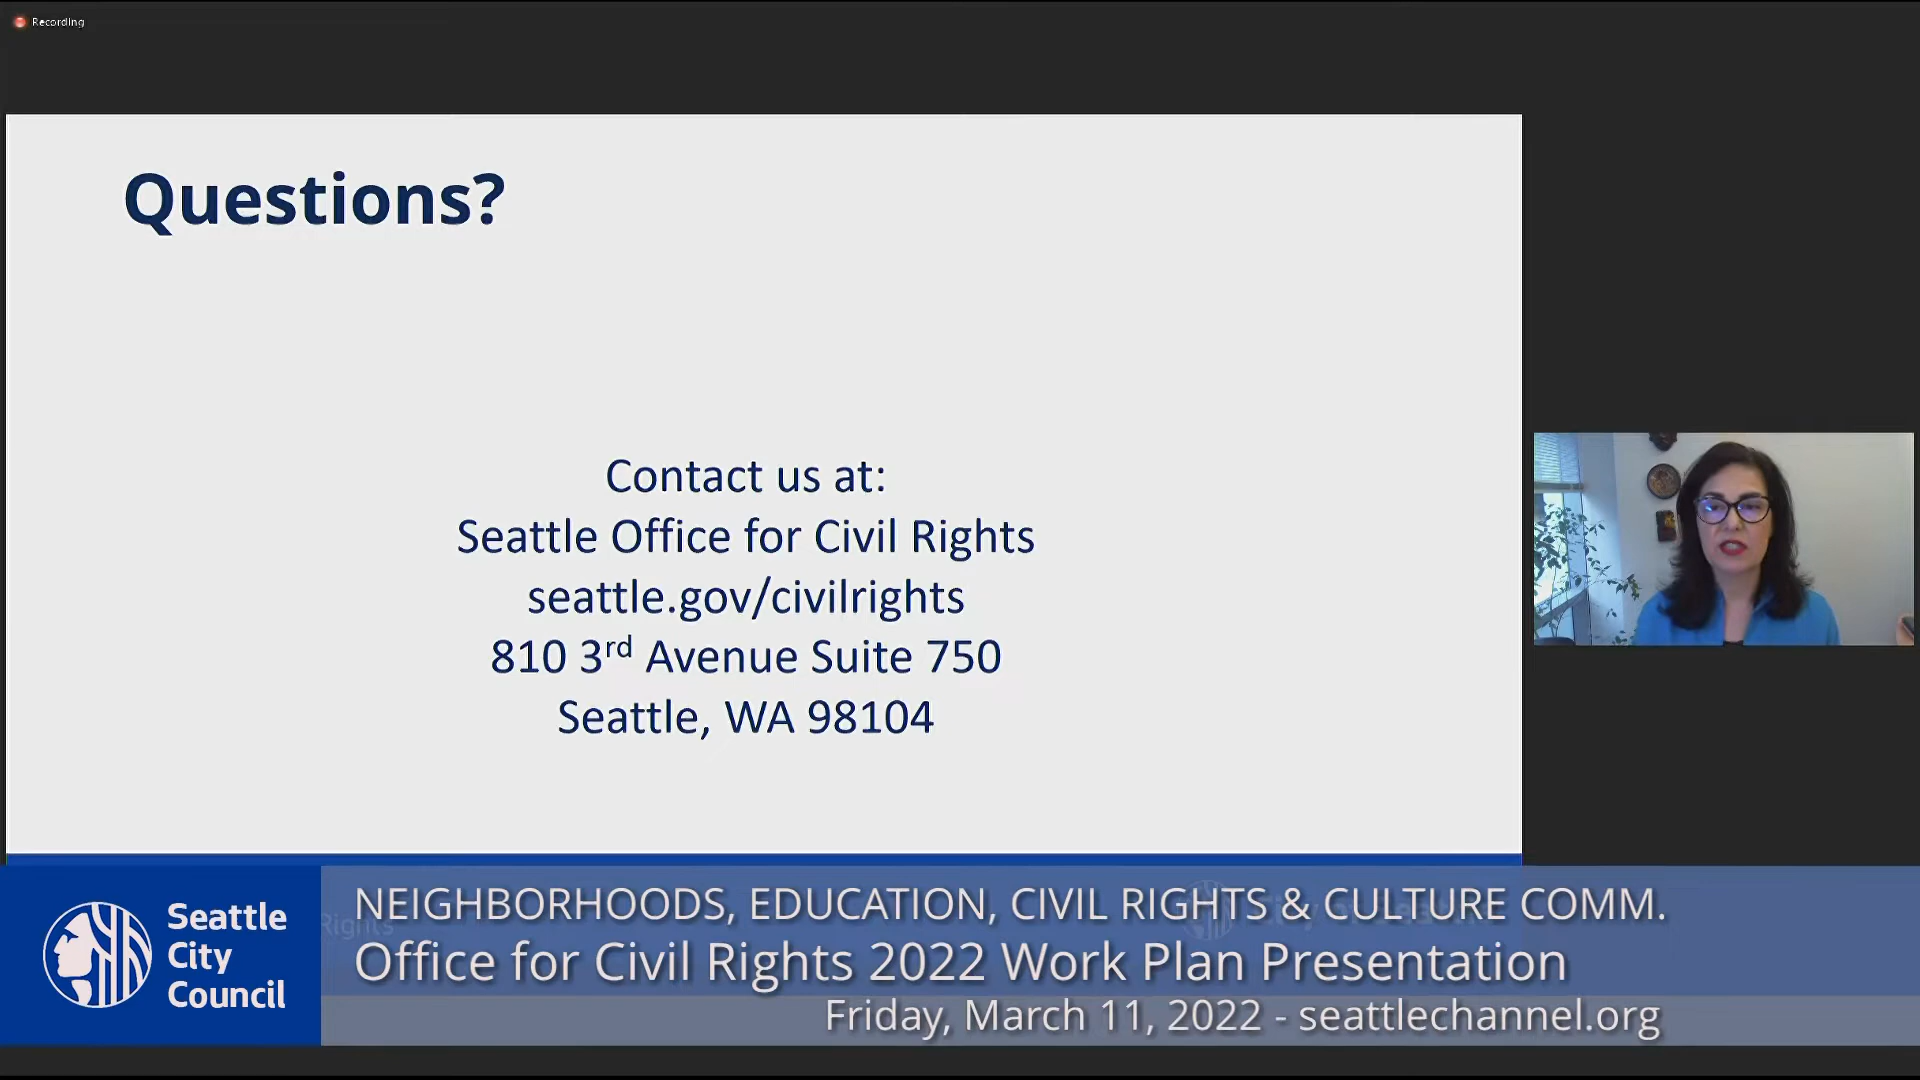 Recording
Questions?
Contact us at:
Seattle Office for Civil Rights
seattle.gov/civilrights
810 3rd Avenue Suite 750
Seattle, WA 98104
Seattle
City
Council
Rights
NEIGHBORHOODS, EDUCATION, CIVIL RIGHTS & CULTURE COMM.
Office for Civil Rights 2022 Work Plan Presentation
Friday, March 11, 2022 - seattlechannel.org